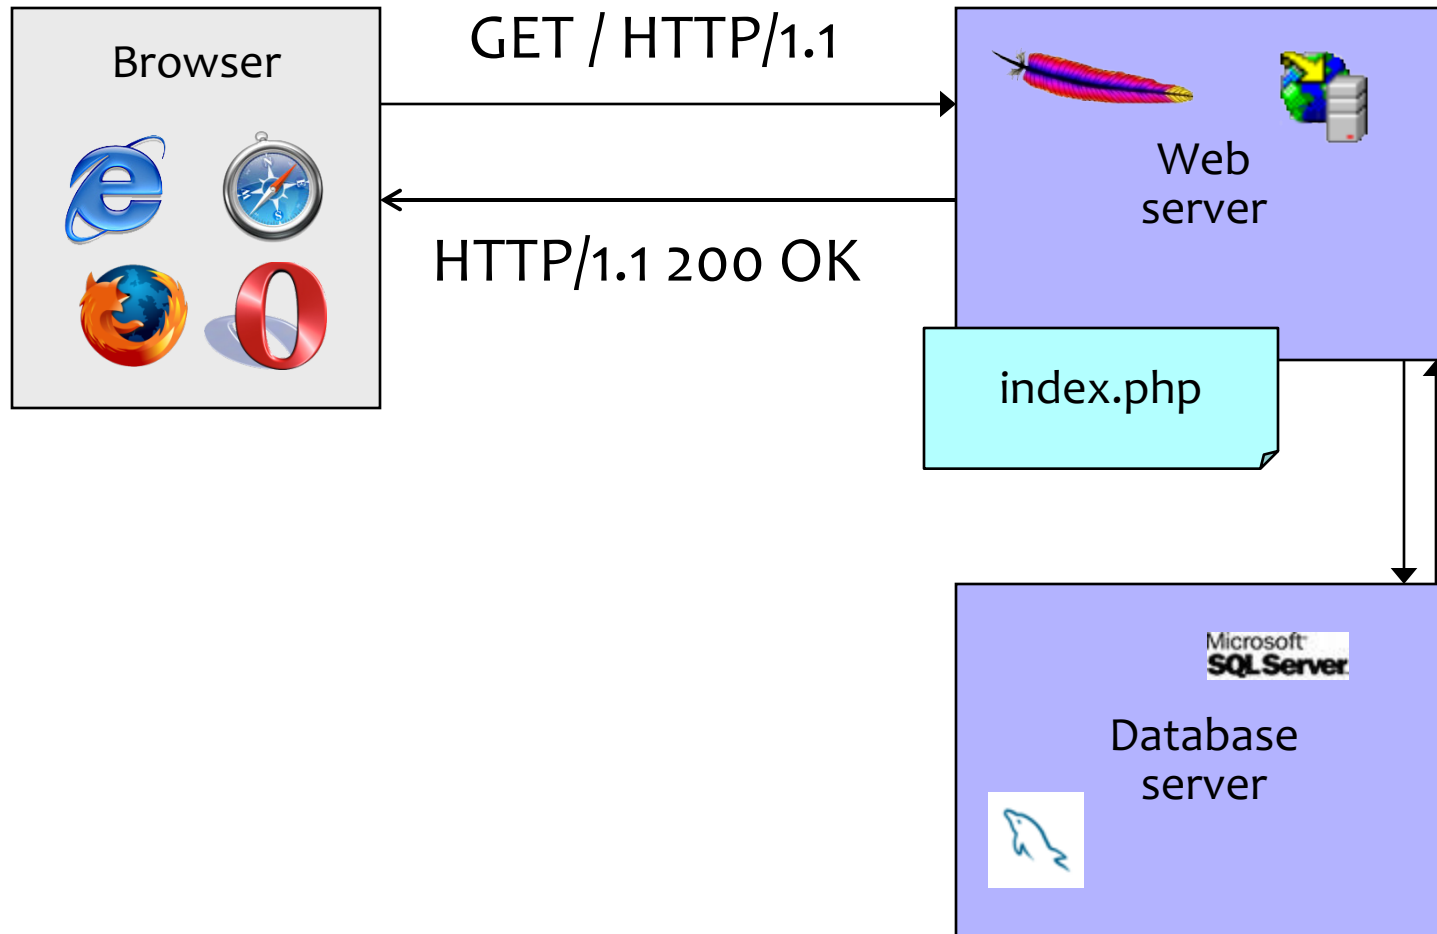 Browser
GET / HTTP/1.1
HTTP/1.1 200 OK
Web
server
index.php
Microsoft
SQL Server
Database
server